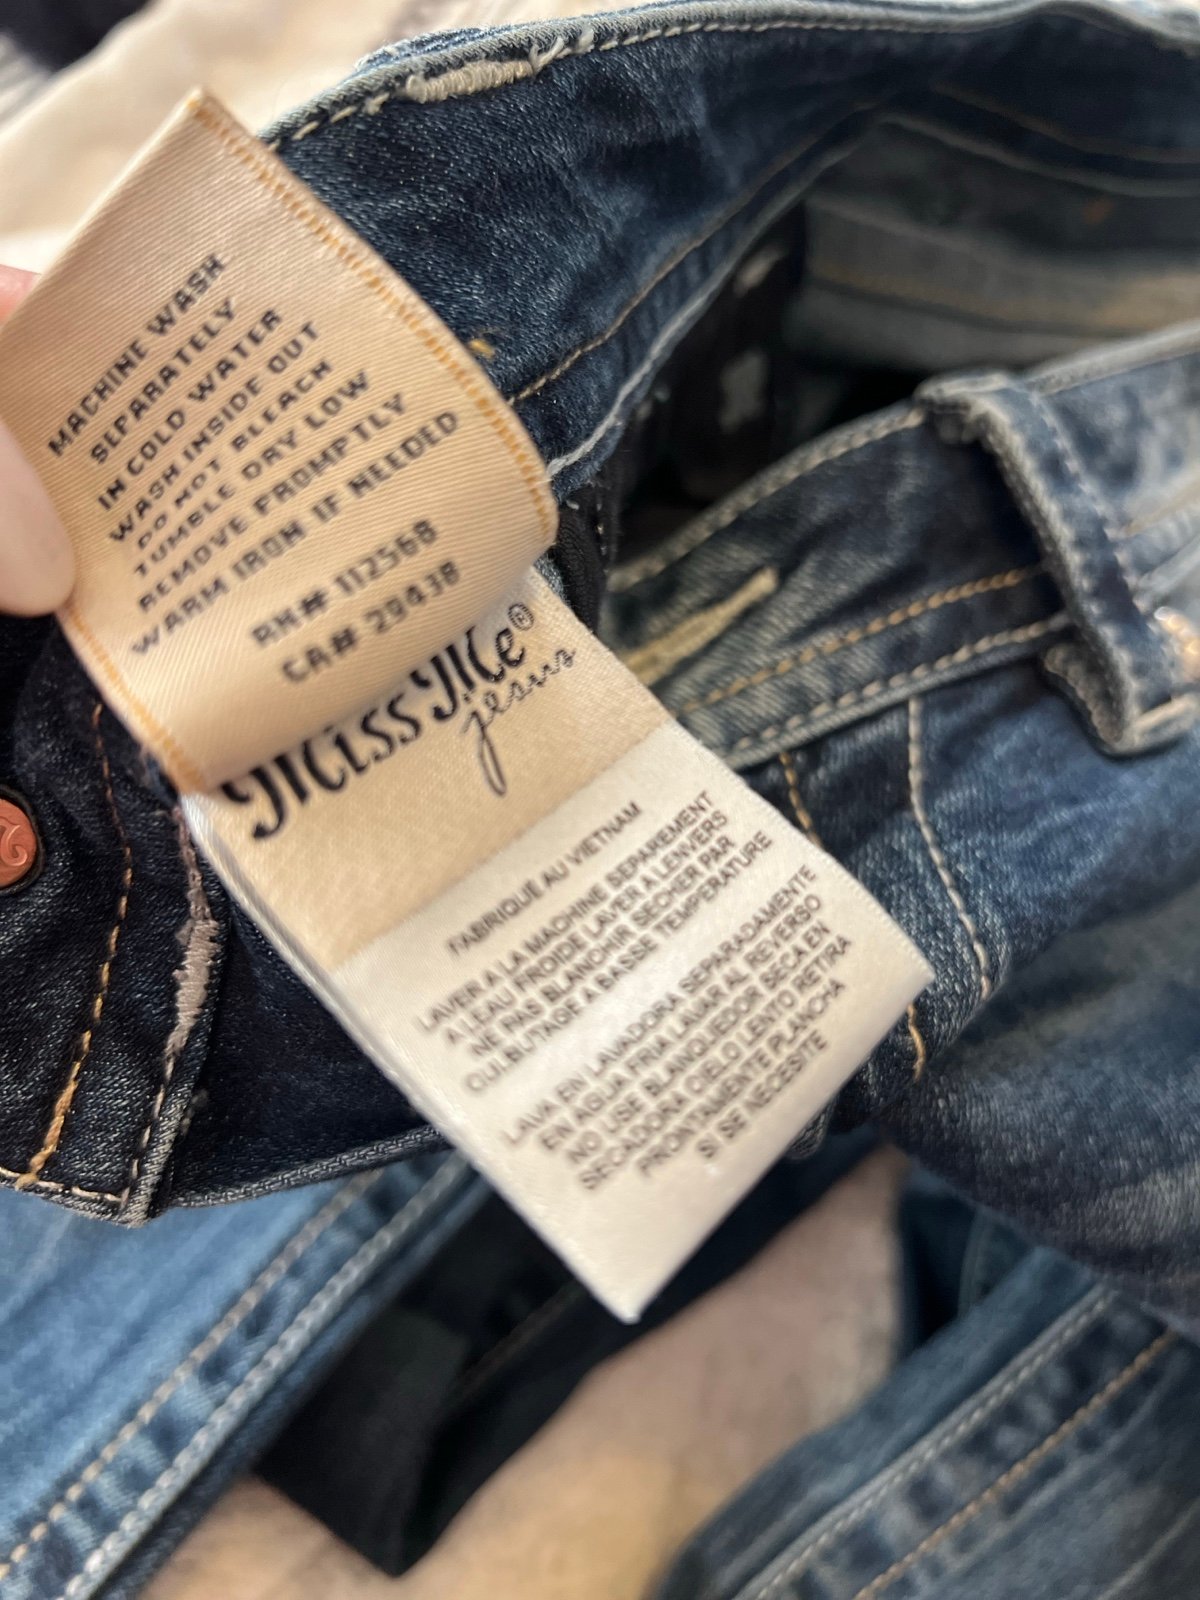 MACHINE WASH
SEPARATELY
IN COLD WATER
WASH INSIDE OUT
DO NOT BLEACH
TUMBLE DRY LOW
REMOVE PROMPTLY
WARM IRON IF NEEDED
RN# 112568
CA# 29438
Miss Me®
jeans
FABRIQUÉ AU VIETNAM
LAVER A LA MACHINE SEPAREMENT
A LEAU FROIDE LAVER A LENVERS
NE PAS BLANCHIR SECHER PAR
CULBUTAGE A BASSE TEMPERATURE
LAVA EN LAVADORA SEPARADAMENTE
EN AGUA FRIA LAVAR AL REVERSO
NO USE BLANQUEDOR SECA EN
SECADORA CIELO LENTO RETIRA
PRONTAMENTE PLANCHA
SI SE NECESITE